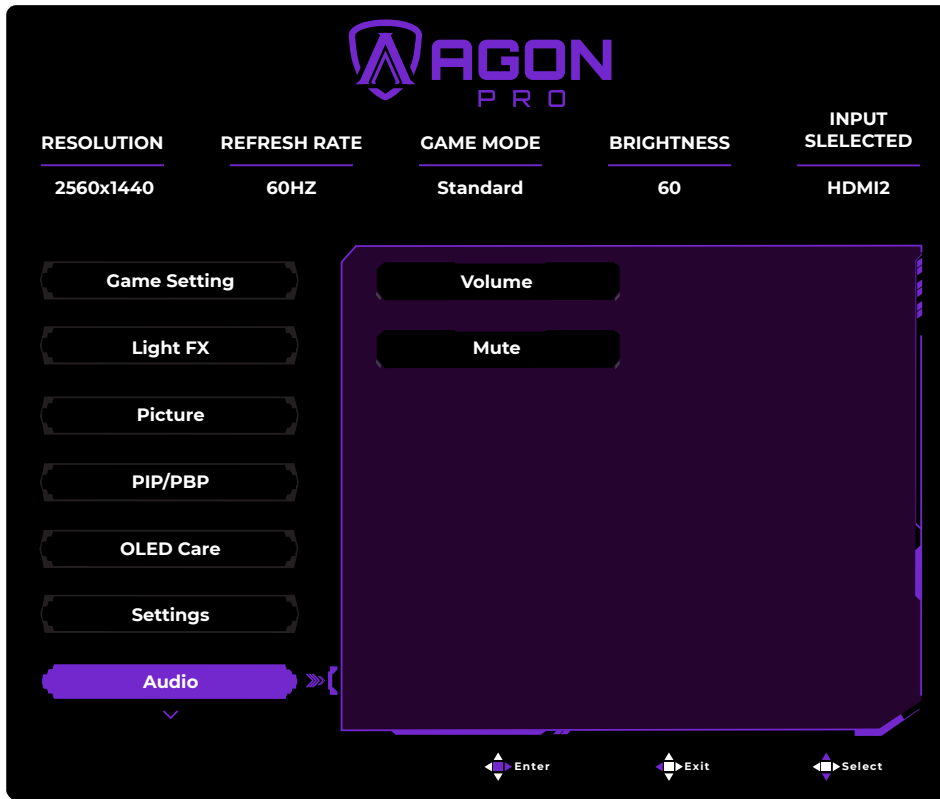 AGON
PRO
RESOLUTION
REFRESH RATE
GAME MODE
BRIGHTNESS
INPUT
SLELECTED
2560x1440
60HZ
Standard
60
HDMI2
Game Setting
Light FX
Picture
PIP/PBP
OLED Care
Settings
Audio
Volume
Mute
Enter
Exit
Select